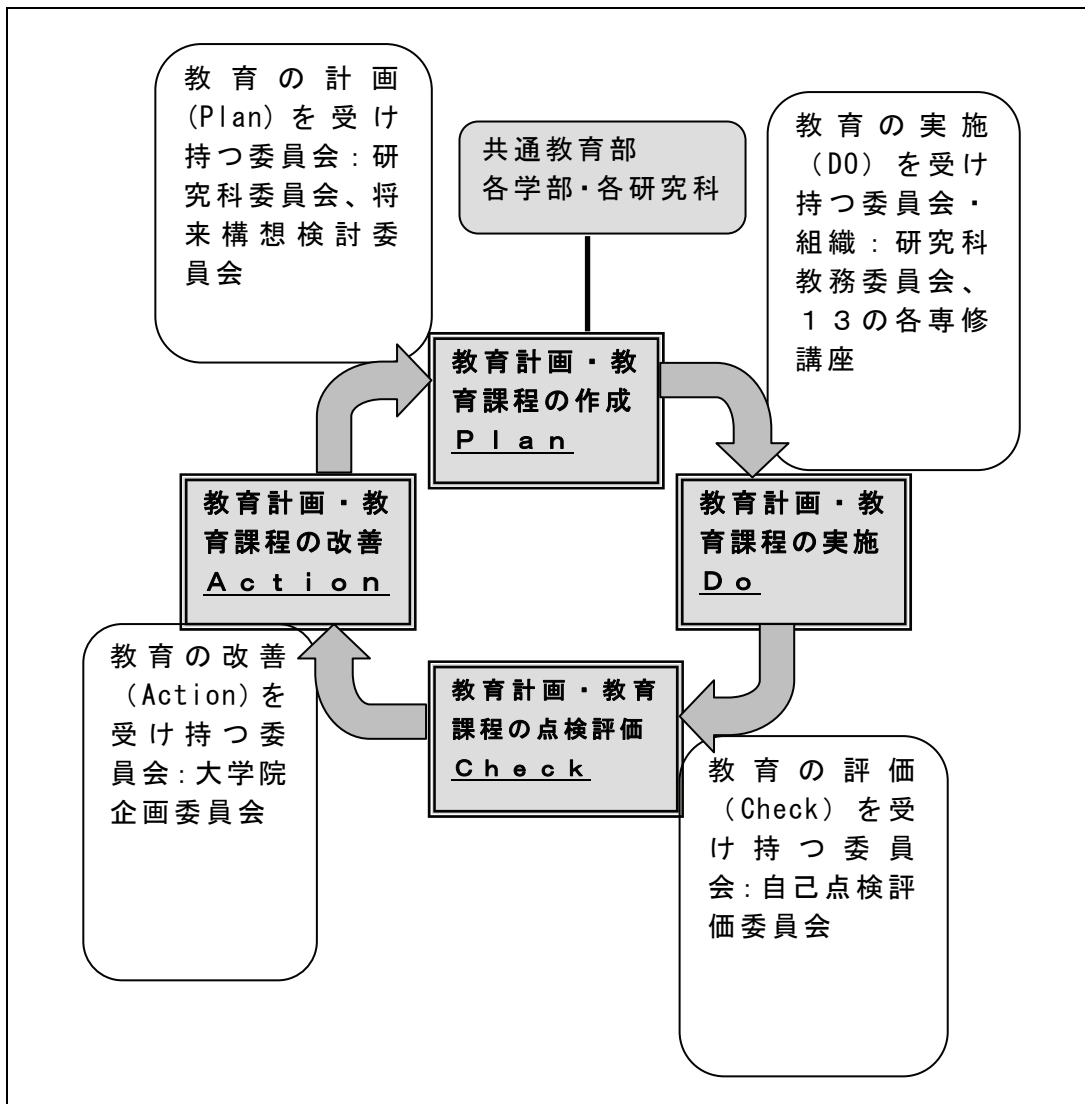 教育の計画
(Plan)を受け
持つ委員会:研
究科委員会、将
来構想検討委
員会
共通教育部
各学部・各研究科
教育の実施
(DO)を受け
持つ委員会・
組織:研究科
教務委員会、
13の各専修
講座
教育計画・教
育課程の作成
Plan
教育計画・教
育課程の改善
Action
教育計画・教
育課程の実施
Do
教育の改善
(Action)を
受け持つ委
員会:大学院
企画委員会
教育計画・教育
課程の点検評価
Check
教育の評価
(Check)を受
け持つ委員
会:自己点検評
価委員会